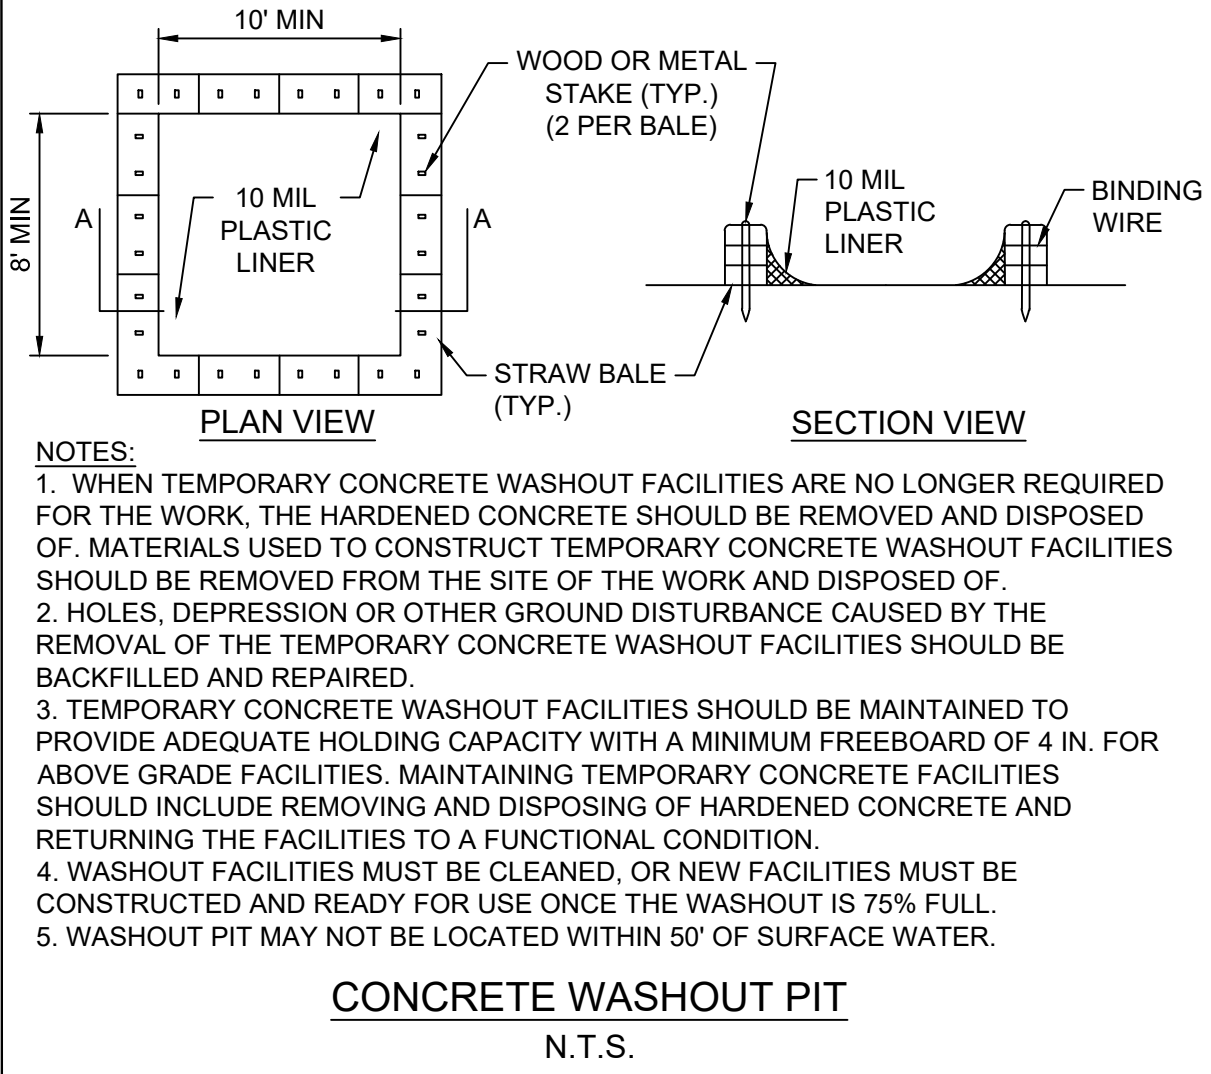 10' MIN
8' MIN
A
A
10 MIL
PLASTIC
LINER
WOOD OR METAL
STAKE (TYP.)
(2 PER BALE)
STRAW BALE
(TYP.)
10 MIL
PLASTIC
LINER
BINDING
WIRE
PLAN VIEW
SECTION VIEW
NOTES:
1. WHEN TEMPORARY CONCRETE WASHOUT FACILITIES ARE NO LONGER REQUIRED
FOR THE WORK, THE HARDENED CONCRETE SHOULD BE REMOVED AND DISPOSED
OF. MATERIALS USED TO CONSTRUCT TEMPORARY CONCRETE WASHOUT FACILITIES
SHOULD BE REMOVED FROM THE SITE OF THE WORK AND DISPOSED OF.
2. HOLES, DEPRESSION OR OTHER GROUND DISTURBANCE CAUSED BY THE
REMOVAL OF THE TEMPORARY CONCRETE WASHOUT FACILITIES SHOULD BE
BACKFILLED AND REPAIRED.
3. TEMPORARY CONCRETE WASHOUT FACILITIES SHOULD BE MAINTAINED TO
PROVIDE ADEQUATE HOLDING CAPACITY WITH A MINIMUM FREEBOARD OF 4 IN. FOR
ABOVE GRADE FACILITIES. MAINTAINING TEMPORARY CONCRETE FACILITIES
SHOULD INCLUDE REMOVING AND DISPOSING OF HARDENED CONCRETE AND
RETURNING THE FACILITIES TO A FUNCTIONAL CONDITION.
4. WASHOUT FACILITIES MUST BE CLEANED, OR NEW FACILITIES MUST BE
CONSTRUCTED AND READY FOR USE ONCE THE WASHOUT IS 75% FULL.
5. WASHOUT PIT MAY NOT BE LOCATED WITHIN 50' OF SURFACE WATER.
CONCRETE WASHOUT PIT
N.T.S.